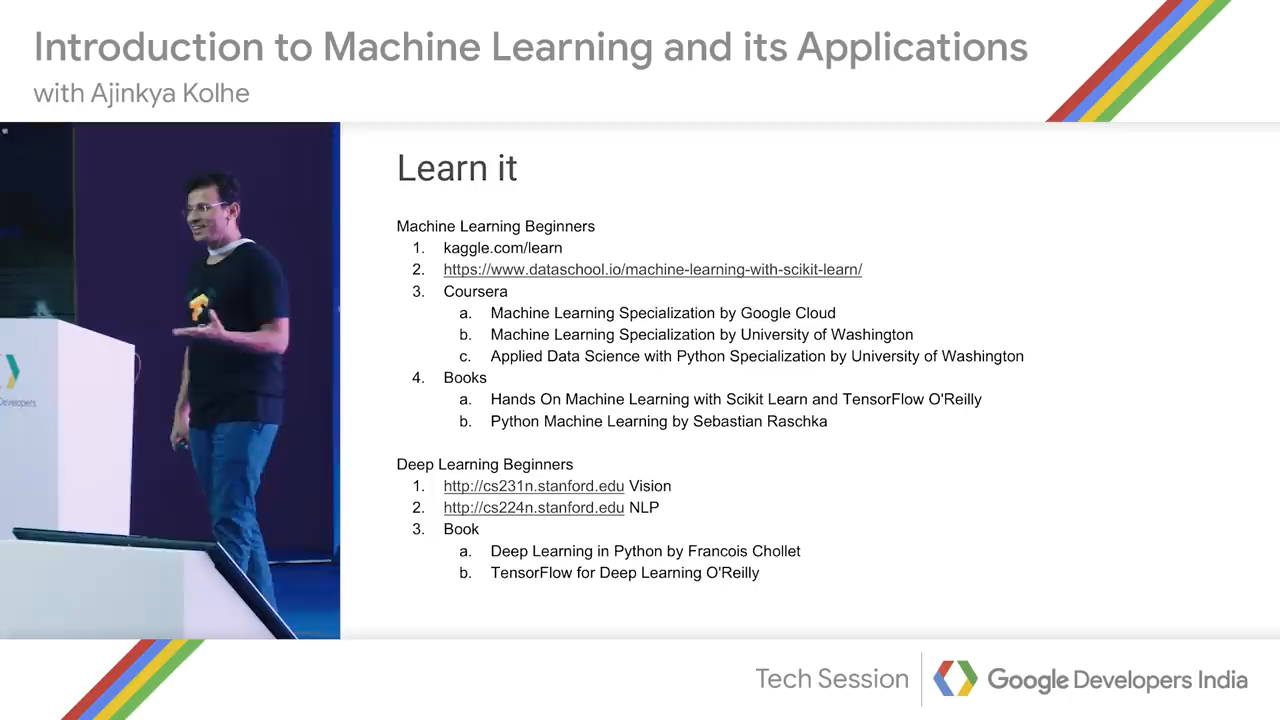 Introduction to Machine Learning and its Applications
with Ajinkya Kolhe
Learn it
Machine Learning Beginners
1. kaggle.com/learn
2. https://www.dataschool.io/machine-learning-with-scikit-learn/
3. Coursera
a. Machine Learning Specialization by Google Cloud
b. Machine Learning Specialization by University of Washington
c. Applied Data Science with Python Specialization by University of Washington
4. Books
a. Hands On Machine Learning with Scikit Learn and TensorFlow O'Reilly
b. Python Machine Learning by Sebastian Raschka
Deep Learning Beginners
1. http://cs231n.stanford.edu Vision
2. http://cs224n.stanford.edu NLP
3. Book
a. Deep Learning in Python by Francois Chollet
b. TensorFlow for Deep Learning O'Reilly
Developers
Tech Session
Google Developers India